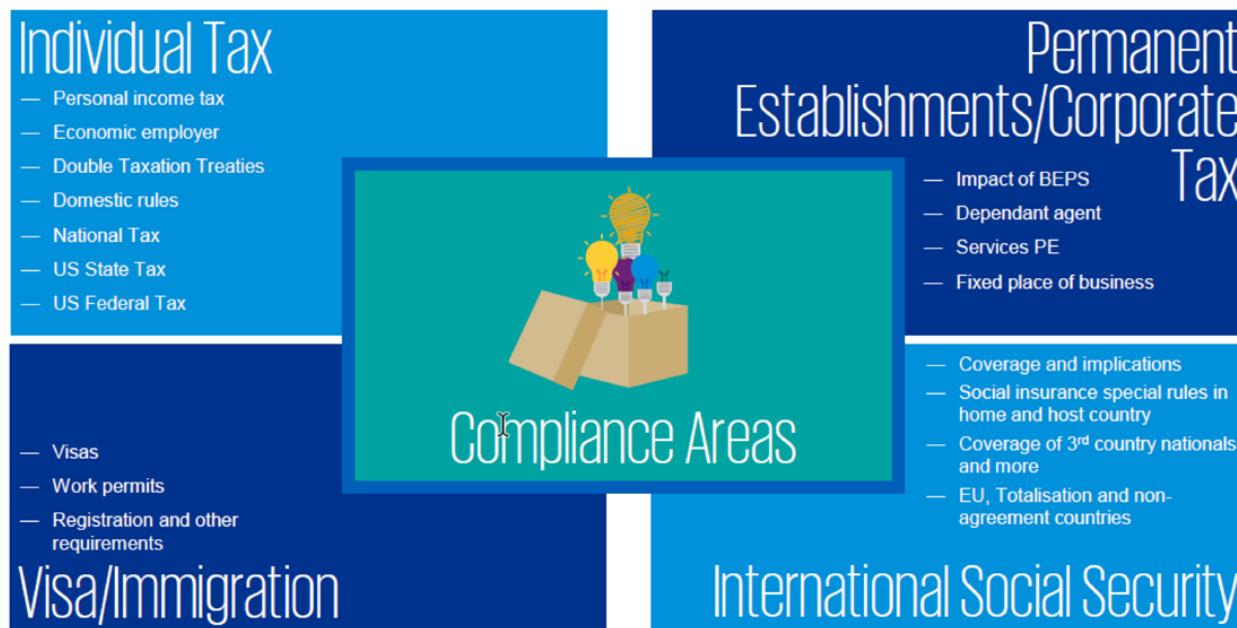 Individual Tax
— Personal income tax
— Economic employer
— Double Taxation Treaties
— Domestic rules
— National Tax
— US State Tax
— US Federal Tax
Permanent
Establishments/Corporate
Tax
— Impact of BEPS
— Dependant agent
— Services PE
— Fixed place of business
Compliance Areas
— Visas
— Work permits
— Registration and other
requirements
Visa/Immigration
— Coverage and implications
— Social insurance special rules in
home and host country
— Coverage of 3rd country nationals
and more
— EU, Totalisation and non-
agreement countries
International Social Security